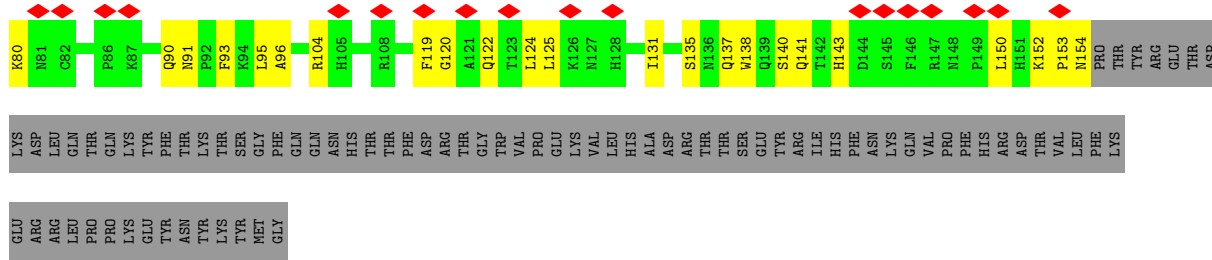 K80 N81 C82 P86 K87 Q90 N91 P92 F93 K94 L95 A96 R104 H105 R108 F119 G120 A121 Q122 T123 L124 L125 K126 N127 H128 I131 S135 N136 Q137 W138 Q139 S140 Q141 T142 H143 D144 S145 F146 R147 N148 P149 L150 H151 K152 P153 N154 PRO THR TYR ARG GLU THR ASP
LYS ASP LEU GLN THR GLN LYS TYR PHE THR LYS THR SER GLY PHE GLN GLN ASN HIS THR THR PHE ASP ARG THR GLY TRP VAL PRO GLU LYS VAL LEU HIS ALA ASP ARG THR THR SER GLU TYR ARG ILE HIS PHE ASN LYS GLN VAL PRO PHE HIS ARG ASP THR VAL LEU PHE LYS
GLU ARG ARG LEU PRO PRO LYS GLU TYR ASN TYR LYS TYR MET GLY